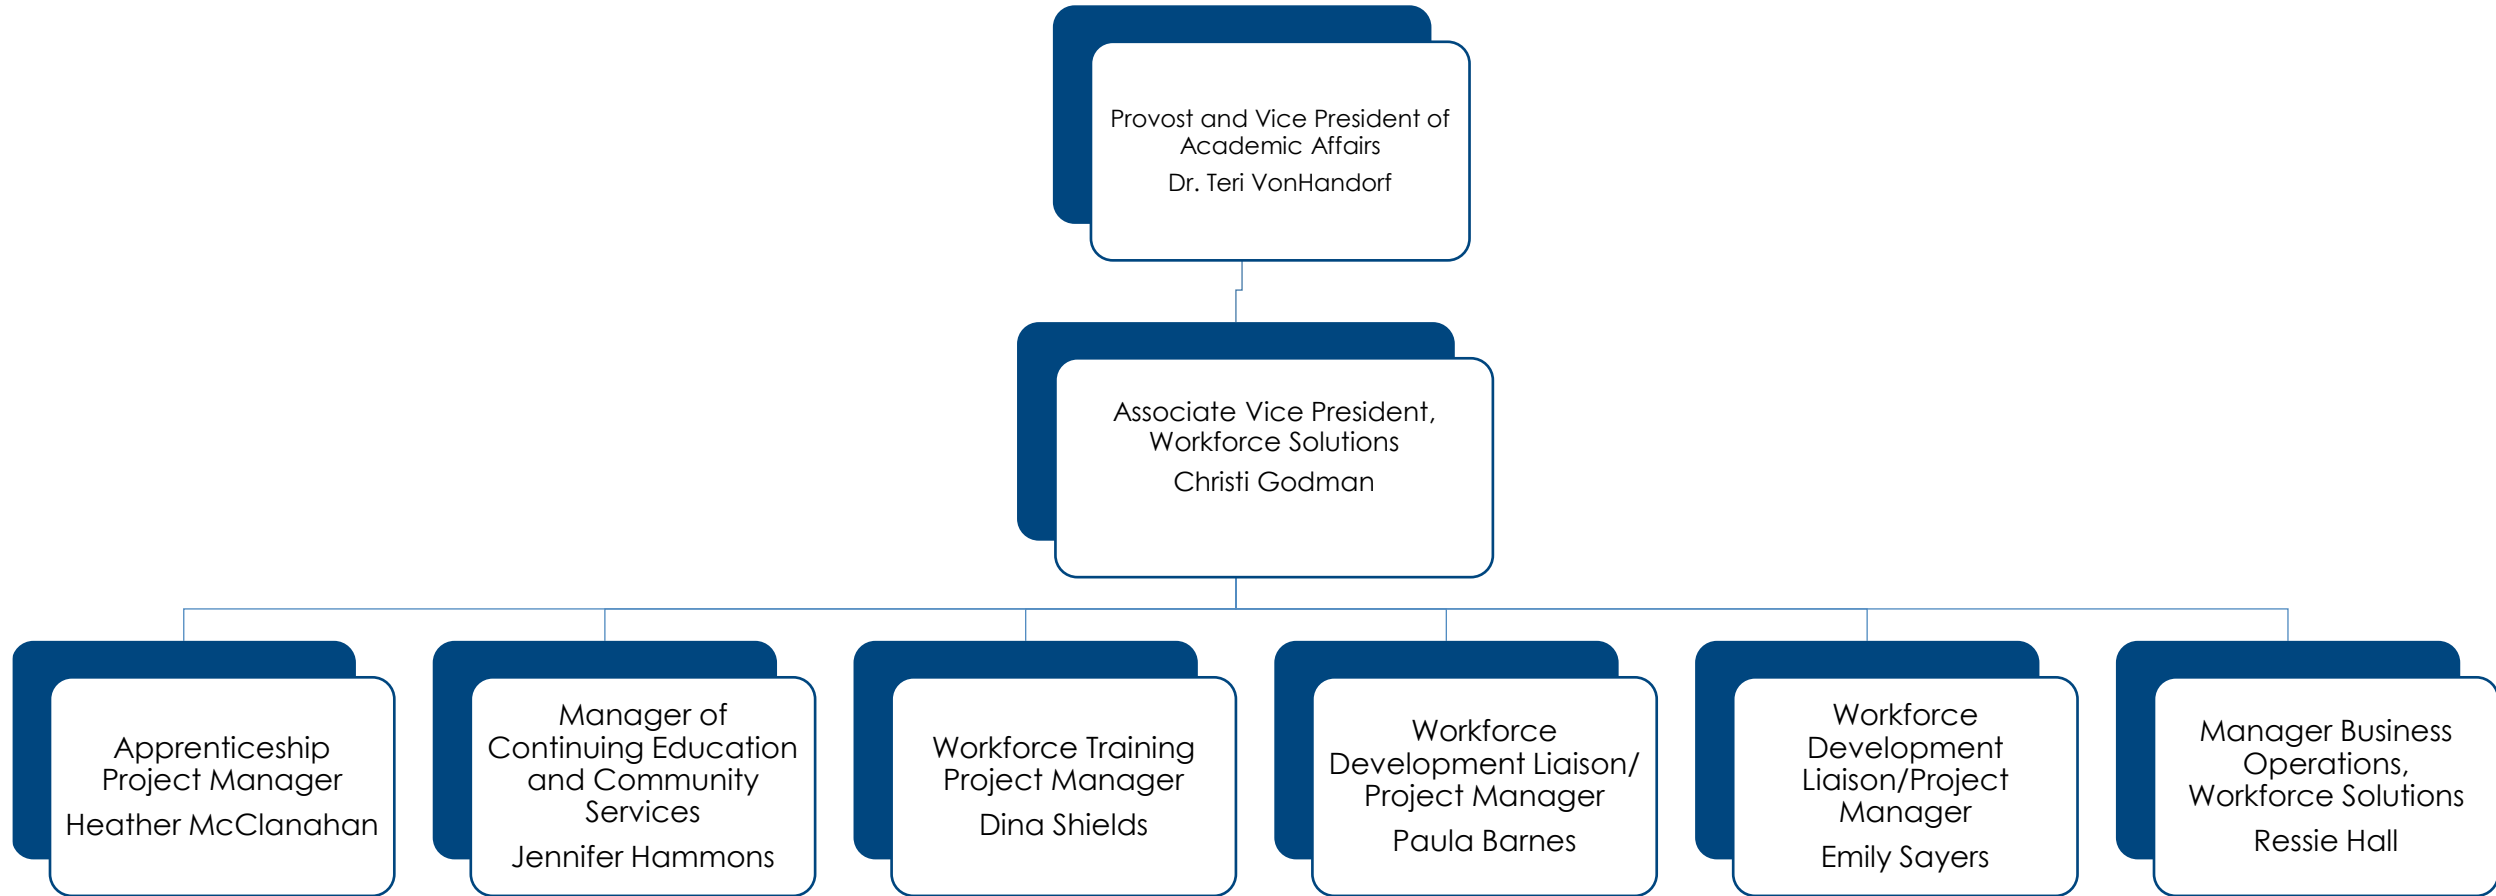 Provost and Vice President of
Academic Affairs
Dr. Teri VonHandorf
Associate Vice President,
Workforce Solutions
Christi Godman
Apprenticeship
Project Manager
Heather McClanahan
Manager of
Continuing Education
and Community
Services
Jennifer Hammons
Workforce Training
Project Manager
Dina Shields
Workforce
Development Liaison/
Project Manager
Paula Barnes
Workforce
Development
Liaison/Project
Manager
Emily Sayers
Manager Business
Operations,
Workforce Solutions
Ressie Hall